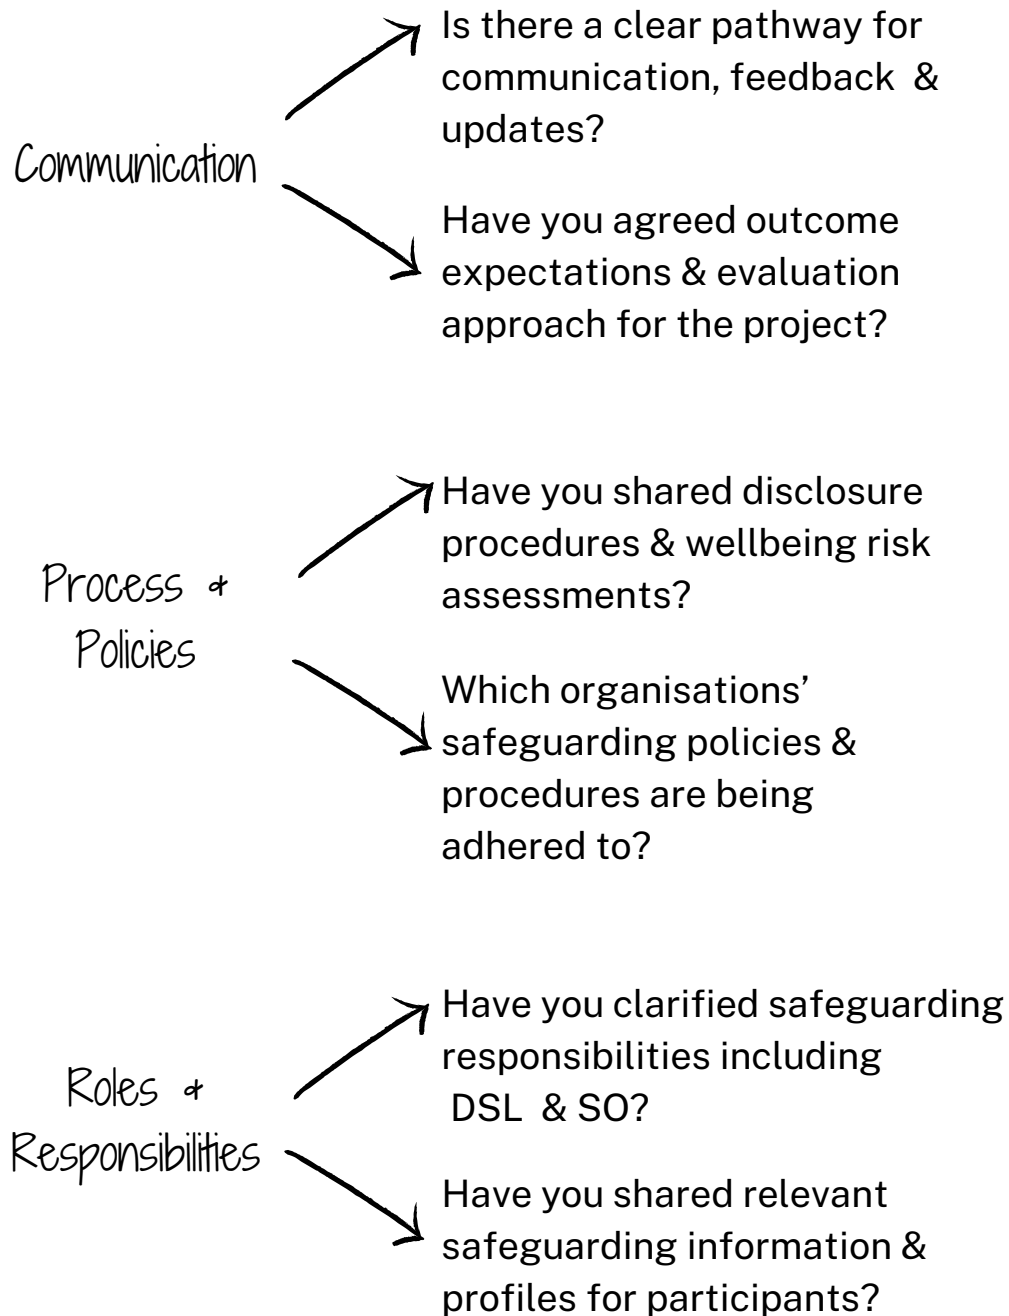 Communication
Is there a clear pathway for
communication, feedback &
updates?
Have you agreed outcome
expectations & evaluation
approach for the project?
Process &
Policies
Have you shared disclosure
procedures & wellbeing risk
assessments?
Which organisations’
safeguarding policies &
procedures are being
adhered to?
Roles &
Responsibilities
Have you clarified safeguarding
responsibilities including
DSL & SO?
Have you shared relevant
safeguarding information &
profiles for participants?